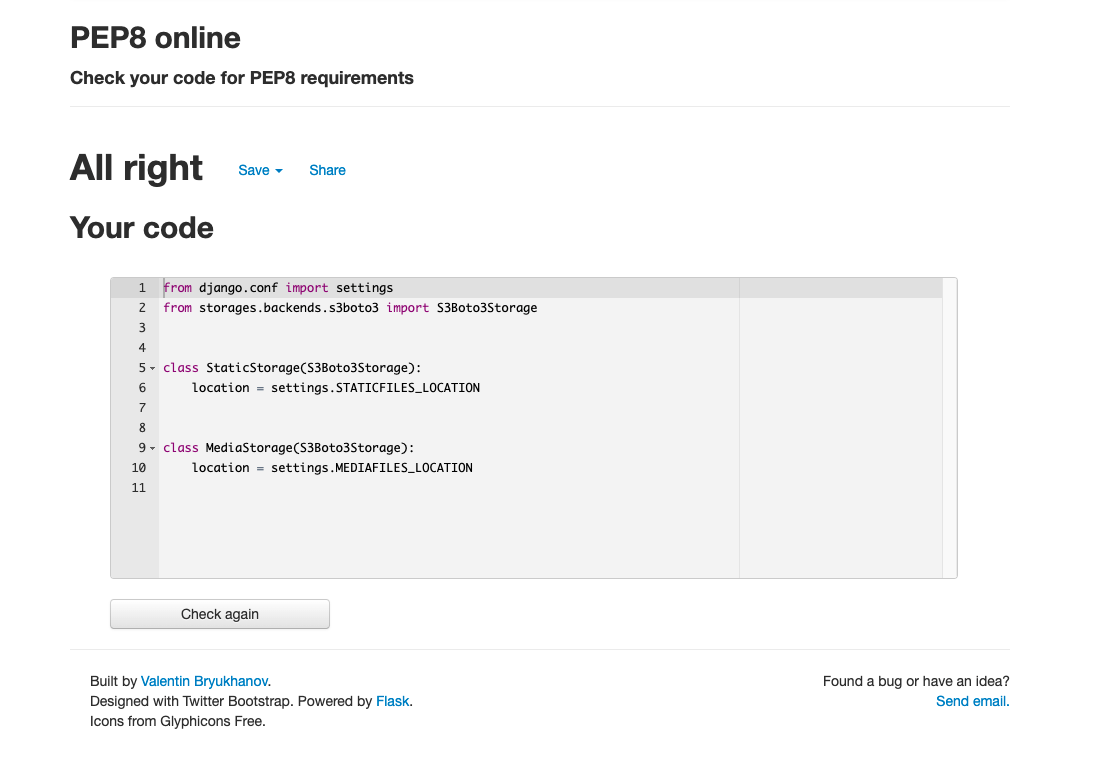 PEP8 online
Check your code for PEP8 requirements
All right Save Share
Your code
1 from django.conf import settings
2 from storages.backends.s3boto3 import S3Boto3Storage
3
4
5 class StaticStorage(S3Boto3Storage):
6     location = settings.STATICFILES_LOCATION
7
8
9 class MediaStorage(S3Boto3Storage):
10     location = settings.MEDIAFILES_LOCATION
11
Check again
Built by Valentin Bryukhanov.
Designed with Twitter Bootstrap. Powered by Flask.
Icons from Glyphicons Free.
Found a bug or have an idea?
Send email.